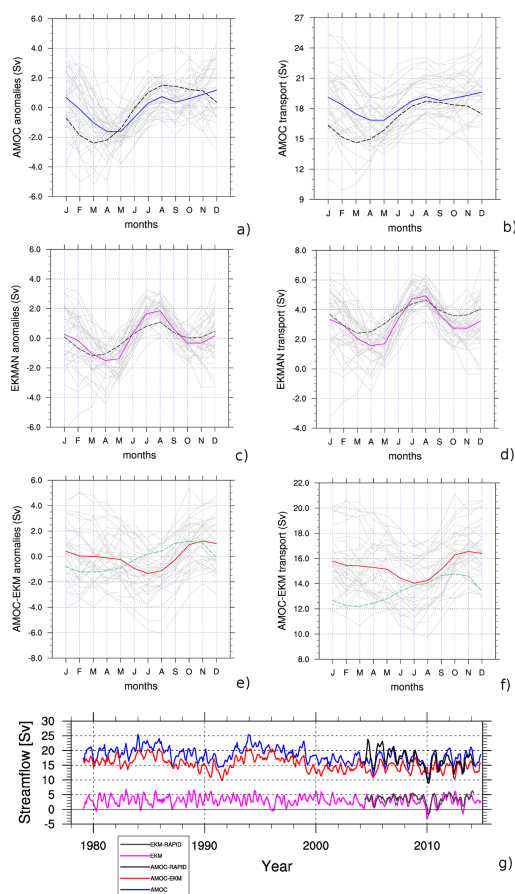 6.0
4.0
2.0
0.0
-2.0
-4.0
-6.0
AMOC anomalies (Sv)
J F M A M J J A S O N D
months
a)
27
24
21
18
15
12
9
AMOC transport (Sv)
J F M A M J J A S O N D
months
b)
6.0
4.0
2.0
0.0
-2.0
-4.0
-6.0
EKMAN anomalies (Sv)
J F M A M J J A S O N D
months
c)
8.0
6.0
4.0
2.0
0.0
-2.0
-4.0
EKMAN transport (Sv)
J F M A M J J A S O N D
months
d)
6.0
4.0
2.0
0.0
-2.0
-4.0
-6.0
-8.0
AMOC-EKM anomalies (Sv)
J F M A M J J A S O N D
months
e)
22.0
20.0
18.0
16.0
14.0
12.0
10.0
8.0
AMOC-EKM transport (Sv)
J F M A M J J A S O N D
months
f)
30
25
20
15
10
5
0
-5
Streamflow [Sv]
1980 1990 2000 2010
Year
g)
EKM-RAPID
EKM
AMOC-RAPID
AMOC-EKM
AMOC